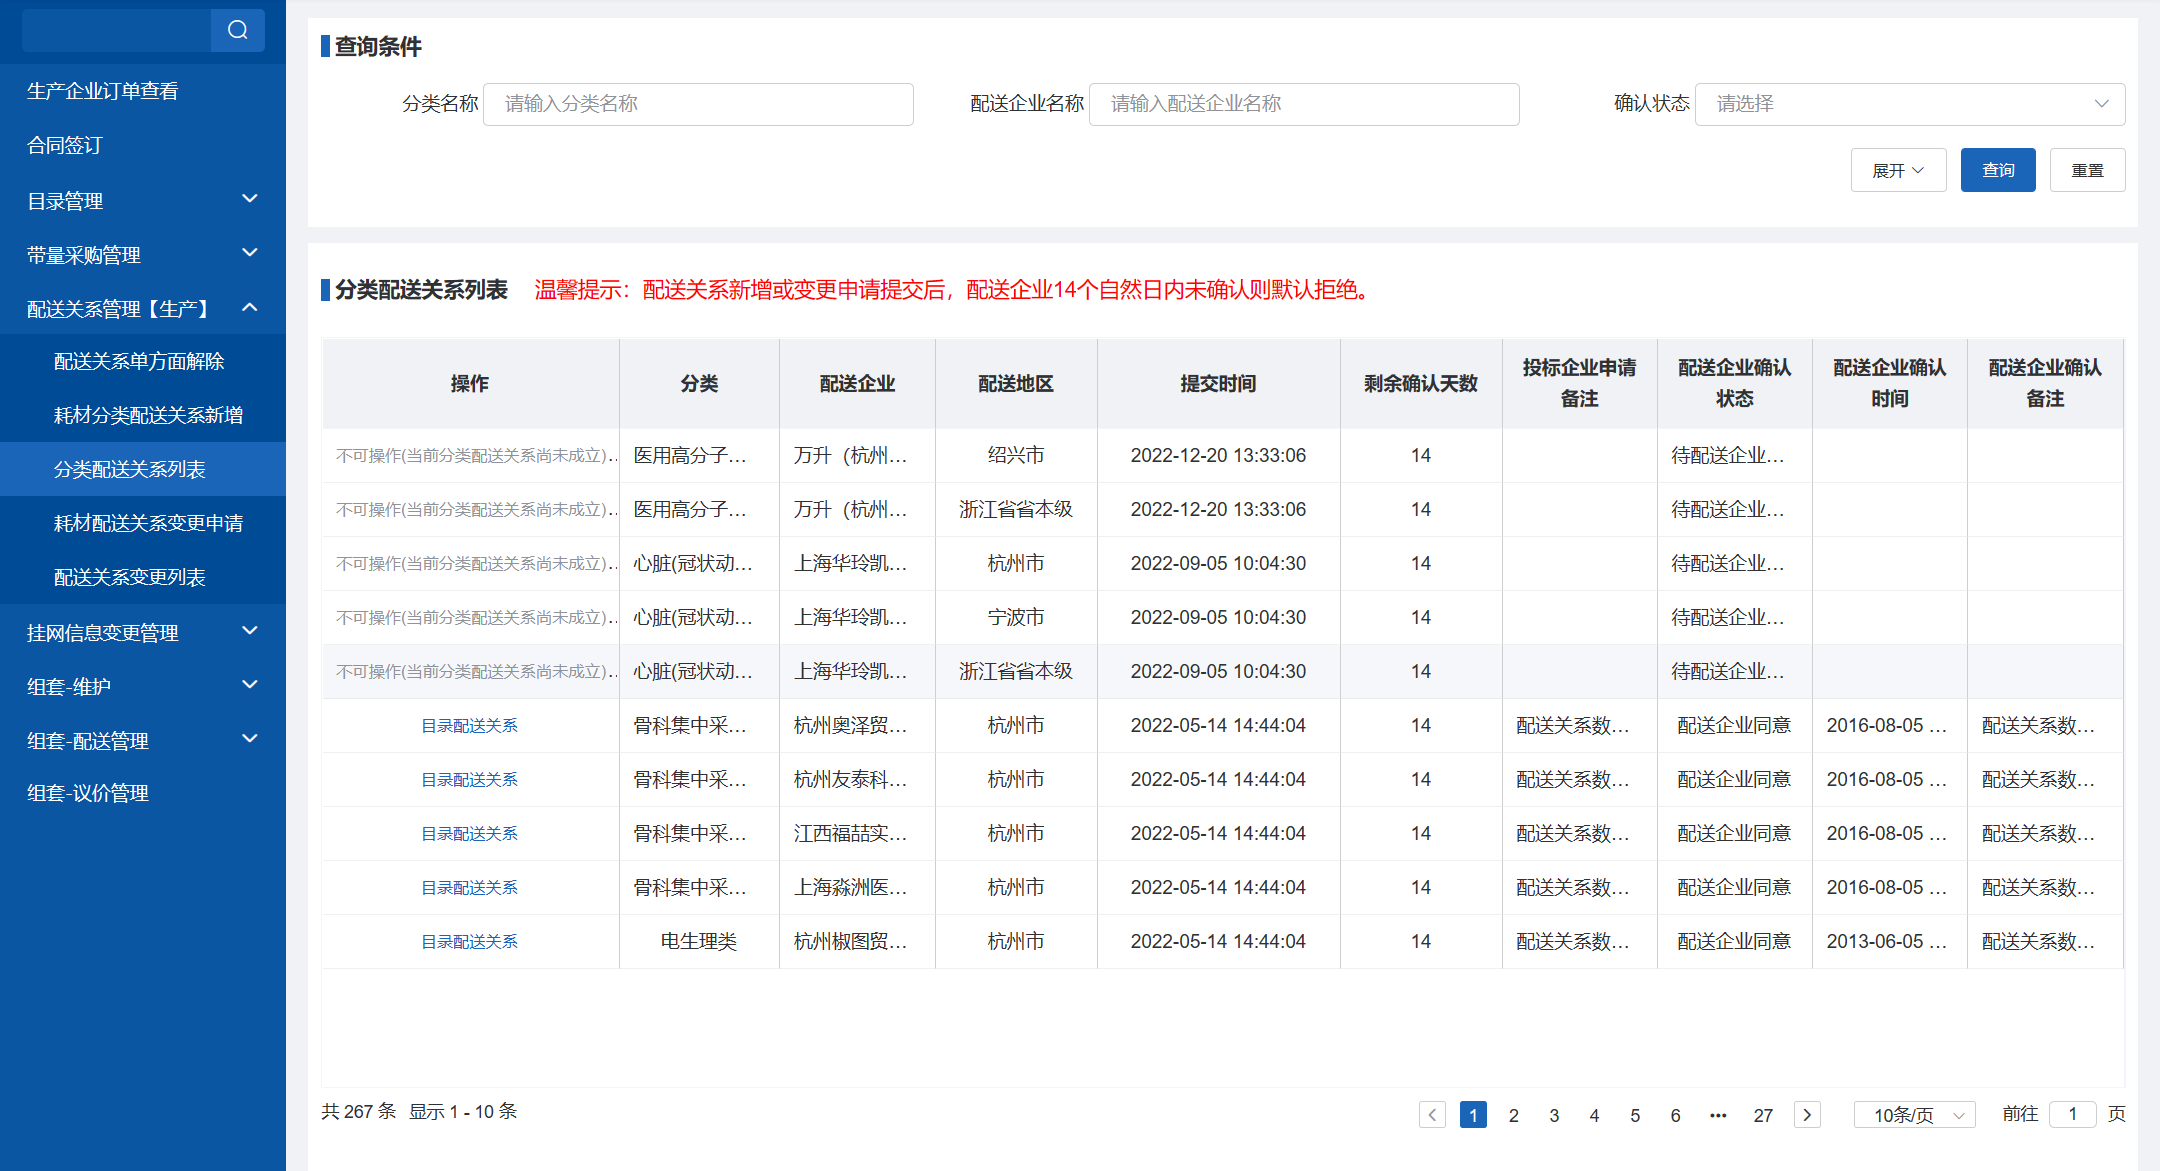 生产企业订单查看
合同签订
目录管理
带量采购管理
配送关系管理【生产】
配送关系单方面解除
耗材分类配送关系新增
分类配送关系列表
耗材配送关系变更申请
配送关系变更列表
挂网信息变更管理
组套-维护
组套-配送管理
组套-议价管理
查询条件
分类名称 请输入分类名称 配送企业名称 请输入配送企业名称 确认状态 请选择
展开 查询 重置
分类配送关系列表 温馨提示：配送关系新增或变更申请提交后，配送企业14个自然日内未确认则默认拒绝。
操作 分类 配送企业 配送地区 提交时间 剩余确认天数 投标企业申请备注 配送企业确认状态 配送企业确认时间 配送企业确认备注
不可操作(当前分类配送关系尚未成立).. 医用高分子... 万升（杭州... 绍兴市 2022-12-20 13:33:06 14 待配送企业...
不可操作(当前分类配送关系尚未成立).. 医用高分子... 万升（杭州... 浙江省省本级 2022-12-20 13:33:06 14 待配送企业...
不可操作(当前分类配送关系尚未成立).. 心脏(冠状动... 上海华玲凯... 杭州市 2022-09-05 10:04:30 14 待配送企业...
不可操作(当前分类配送关系尚未成立).. 心脏(冠状动... 上海华玲凯... 宁波市 2022-09-05 10:04:30 14 待配送企业...
不可操作(当前分类配送关系尚未成立).. 心脏(冠状动... 上海华玲凯... 浙江省省本级 2022-09-05 10:04:30 14 待配送企业...
目录配送关系 骨科集中采... 杭州奥泽贸... 杭州市 2022-05-14 14:44:04 14 配送关系数... 配送企业同意 2016-08-05 ... 配送关系数...
目录配送关系 骨科集中采... 杭州友泰科... 杭州市 2022-05-14 14:44:04 14 配送关系数... 配送企业同意 2016-08-05 ... 配送关系数...
目录配送关系 骨科集中采... 江西福喆实... 杭州市 2022-05-14 14:44:04 14 配送关系数... 配送企业同意 2016-08-05 ... 配送关系数...
目录配送关系 骨科集中采... 上海淼洲医... 杭州市 2022-05-14 14:44:04 14 配送关系数... 配送企业同意 2016-08-05 ... 配送关系数...
目录配送关系 电生理类 杭州椒图贸... 杭州市 2022-05-14 14:44:04 14 配送关系数... 配送企业同意 2013-06-05 ... 配送关系数...
共 267 条 显示 1 - 10 条 1 2 3 4 5 6 ••• 27 10条/页 前往 1 页